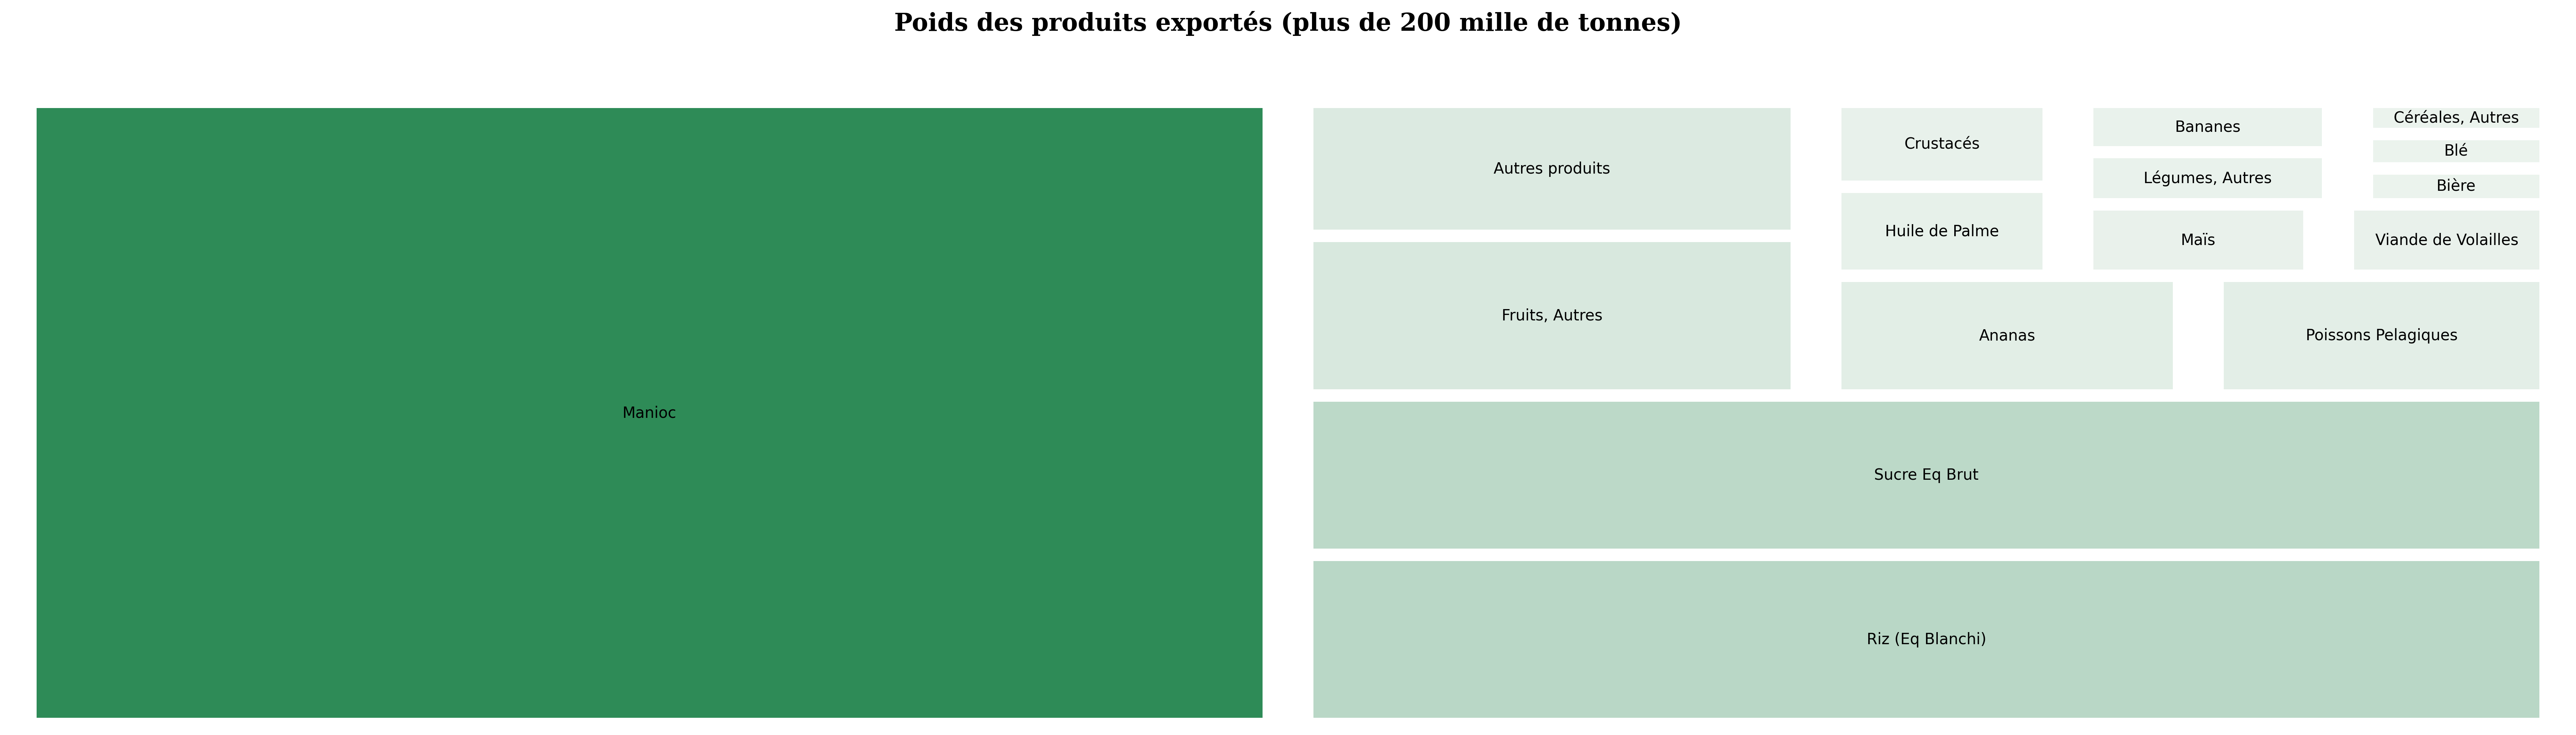 Poids des produits exportés (plus de 200 mille de tonnes)
Manioc
Autres produits
Fruits, Autres
Crustacés
Huile de Palme
Bananes
Légumes, Autres
Maïs
Céréales, Autres
Blé
Bière
Viande de Volailles
Ananas
Poissons Pelagiques
Sucre Eq Brut
Riz (Eq Blanchi)